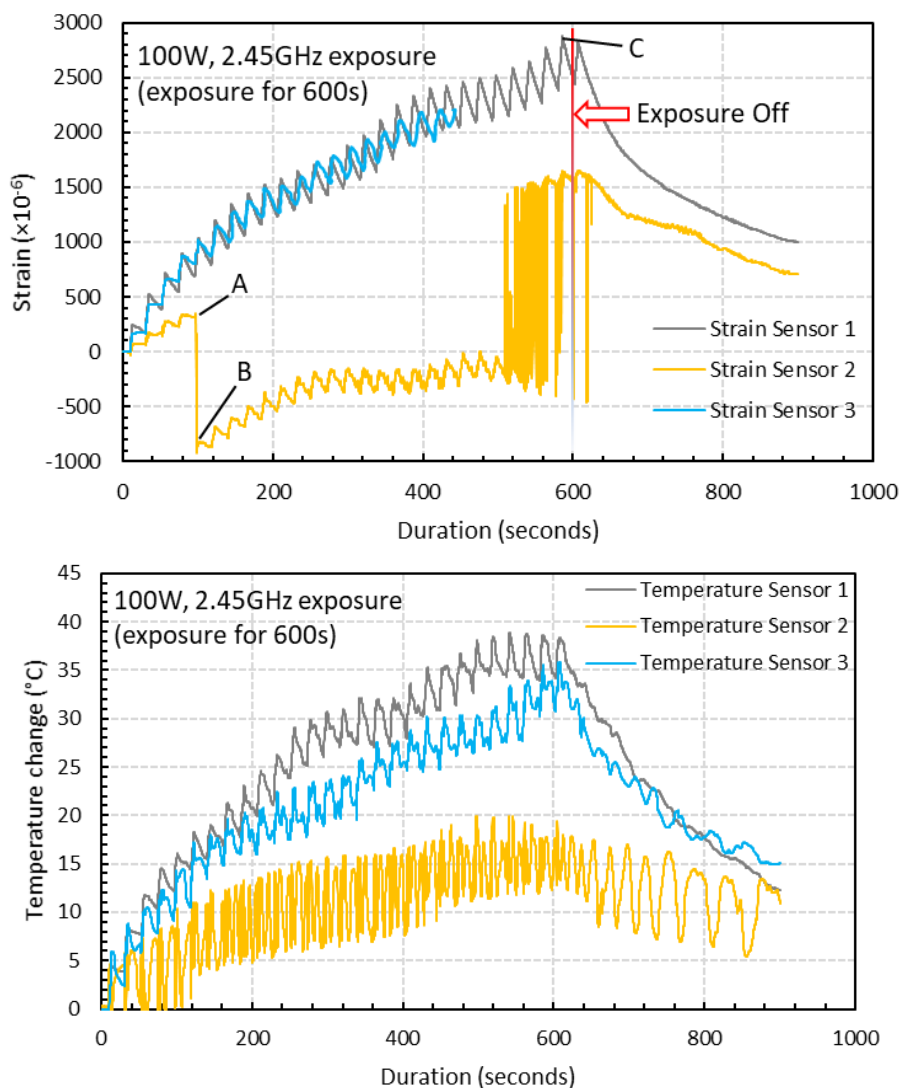 3000
2500
2000
1500
1000
500
0
-500
-1000
Strain (×10⁻⁶)
100W, 2.45GHz exposure
(exposure for 600s)
C
Exposure Off
A
B
Strain Sensor 1
Strain Sensor 2
Strain Sensor 3
0 200 400 600 800 1000
Duration (seconds)
45
40
35
30
25
20
15
10
5
0
Temperature change (°C)
100W, 2.45GHz exposure
(exposure for 600s)
Temperature Sensor 1
Temperature Sensor 2
Temperature Sensor 3
0 200 400 600 800 1000
Duration (seconds)